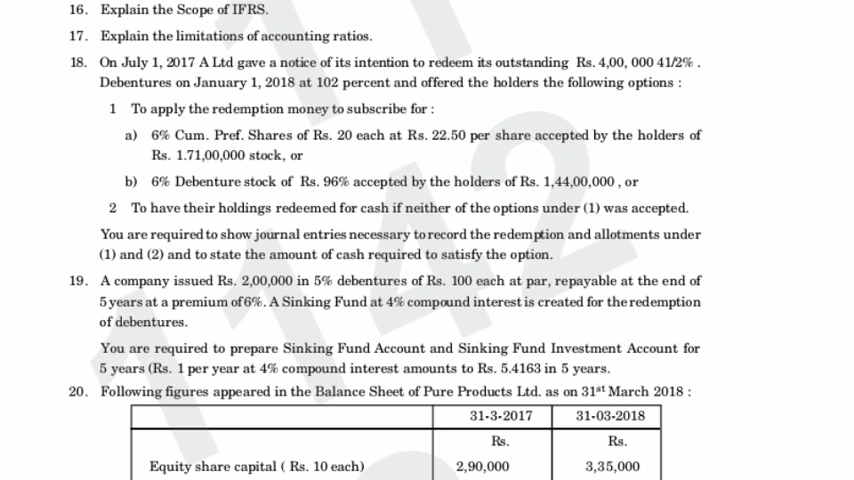 16. Explain the Scope of IFRS.
17. Explain the limitations of accounting ratios.
18. On July 1, 2017 A Ltd gave a notice of its intention to redeem its outstanding Rs. 4,00, 000 41/2% .
Debentures on January 1, 2018 at 102 percent and offered the holders the following options :
1 To apply the redemption money to subscribe for :
a) 6% Cum. Pref. Shares of Rs. 20 each at Rs. 22.50 per share accepted by the holders of
Rs. 1.71,00,000 stock, or
b) 6% Debenture stock of Rs. 96% accepted by the holders of Rs. 1,44,00,000 , or
2 To have their holdings redeemed for cash if neither of the options under (1) was accepted.
You are required to show journal entries necessary to record the redemption and allotments under
(1) and (2) and to state the amount of cash required to satisfy the option.
19. A company issued Rs. 2,00,000 in 5% debentures of Rs. 100 each at par, repayable at the end of
5 years at a premium of 6%. A Sinking Fund at 4% compound interest is created for the redemption
of debentures.
You are required to prepare Sinking Fund Account and Sinking Fund Investment Account for
5 years (Rs. 1 per year at 4% compound interest amounts to Rs. 5.4163 in 5 years.
20. Following figures appeared in the Balance Sheet of Pure Products Ltd. as on 31st March 2018 :
31-3-2017 31-03-2018
Rs. Rs.
Equity share capital ( Rs. 10 each) 2,90,000 3,35,000
1142